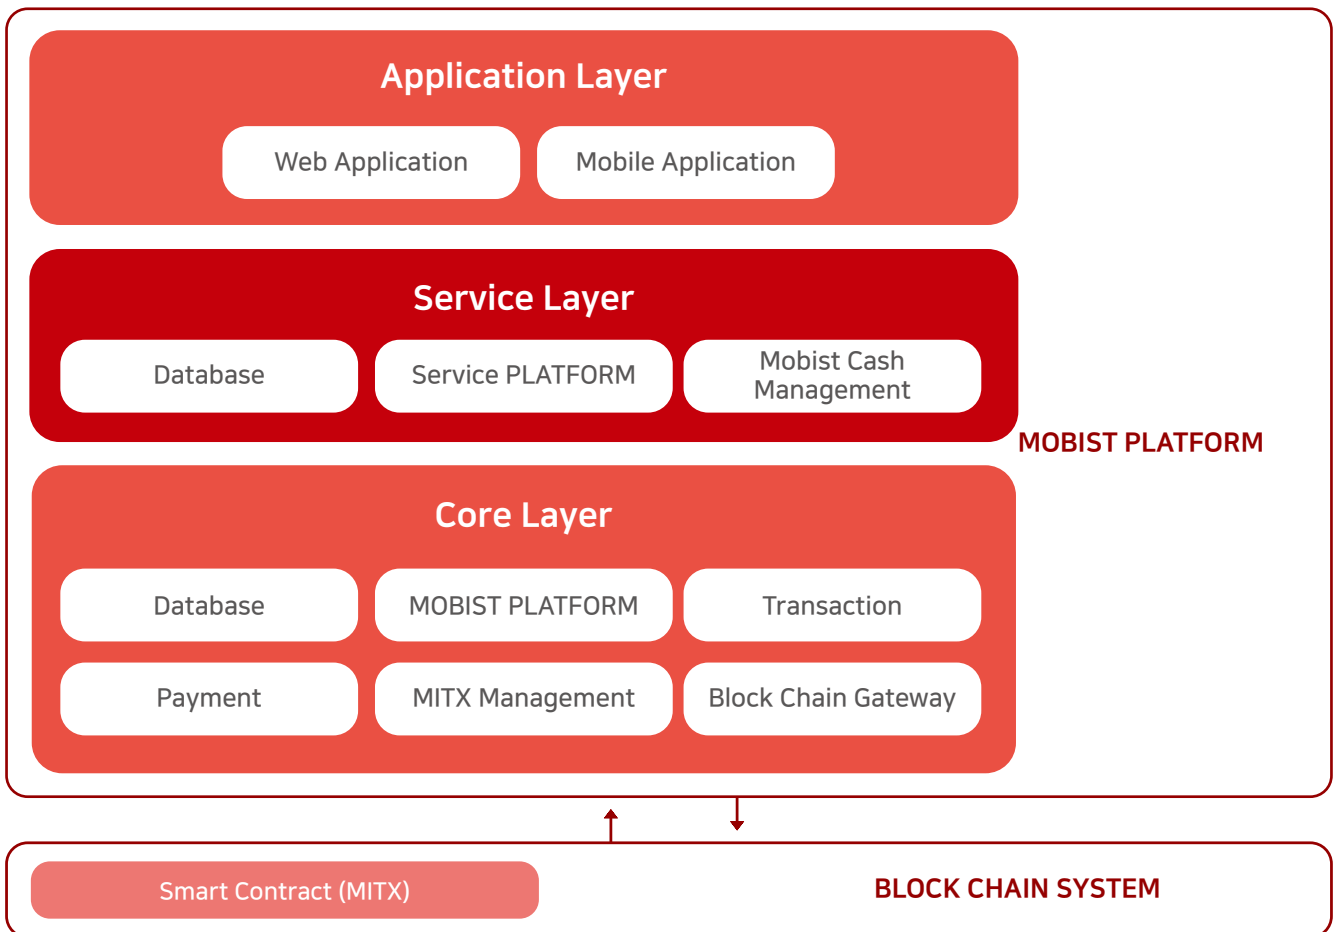 Application Layer
Web Application
Mobile Application
Service Layer
Database
Service PLATFORM
Mobist Cash
Management
MOBIST PLATFORM
Core Layer
Database
MOBIST PLATFORM
Transaction
Payment
MITX Management
Block Chain Gateway
Smart Contract (MITX)
BLOCK CHAIN SYSTEM